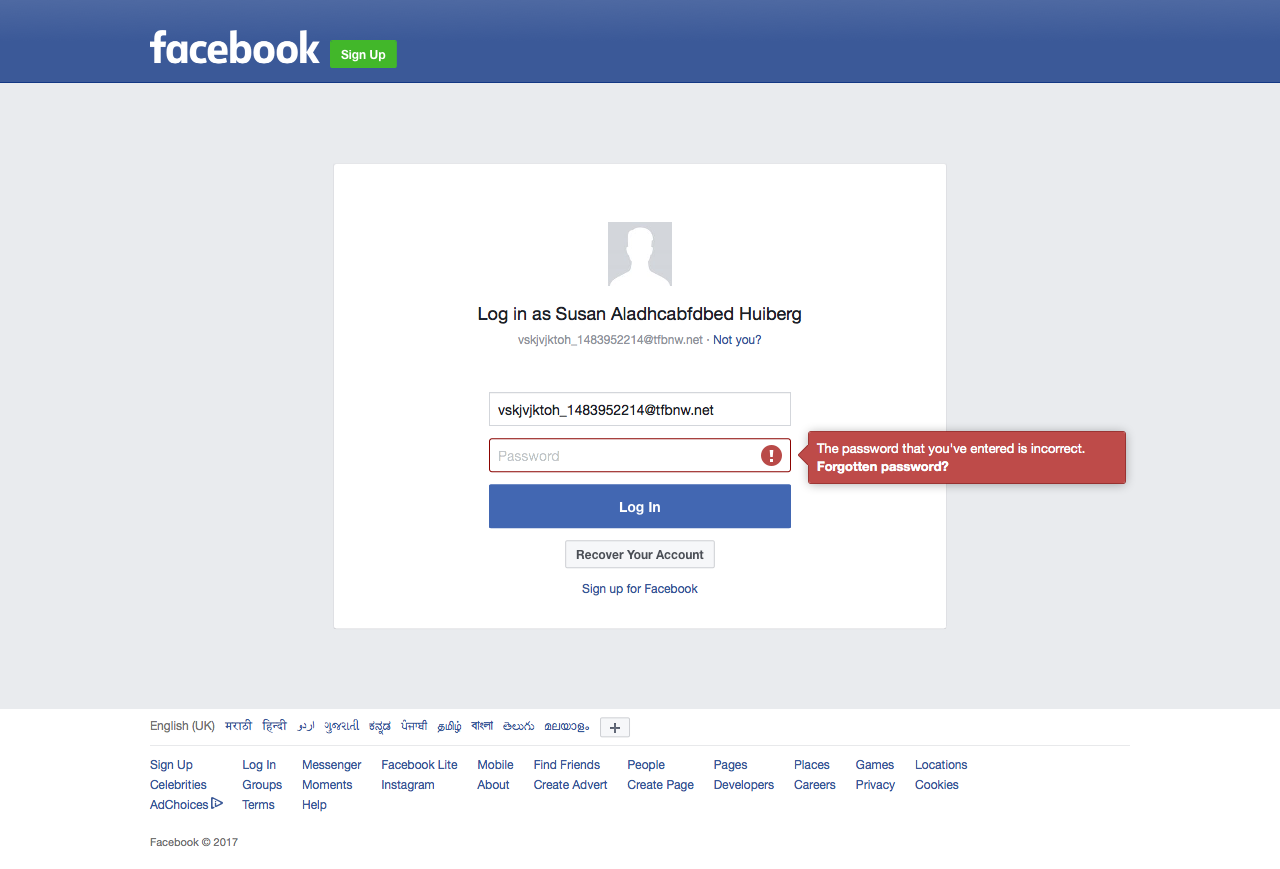 facebook Sign Up
Log in as Susan Aladhcabfdbed Huiberg
vskjvjktoh_1483952214@tfbnw.net · Not you?
vskjvjktoh_1483952214@tfbnw.net
Password
The password that you've entered is incorrect.
Forgotten password?
Log In
Recover Your Account
Sign up for Facebook
English (UK) मराठी हिन्दी اردو ગુજરાતી ಕನ್ನಡ ਪੰਜਾਬੀ தமிழ் বাংলা తెలుగు മലയാളം
Sign Up Log In Messenger Facebook Lite Mobile Find Friends People Pages Places Games Locations
Celebrities Groups Moments Instagram About Create Advert Create Page Developers Careers Privacy Cookies
AdChoices Terms Help
Facebook © 2017